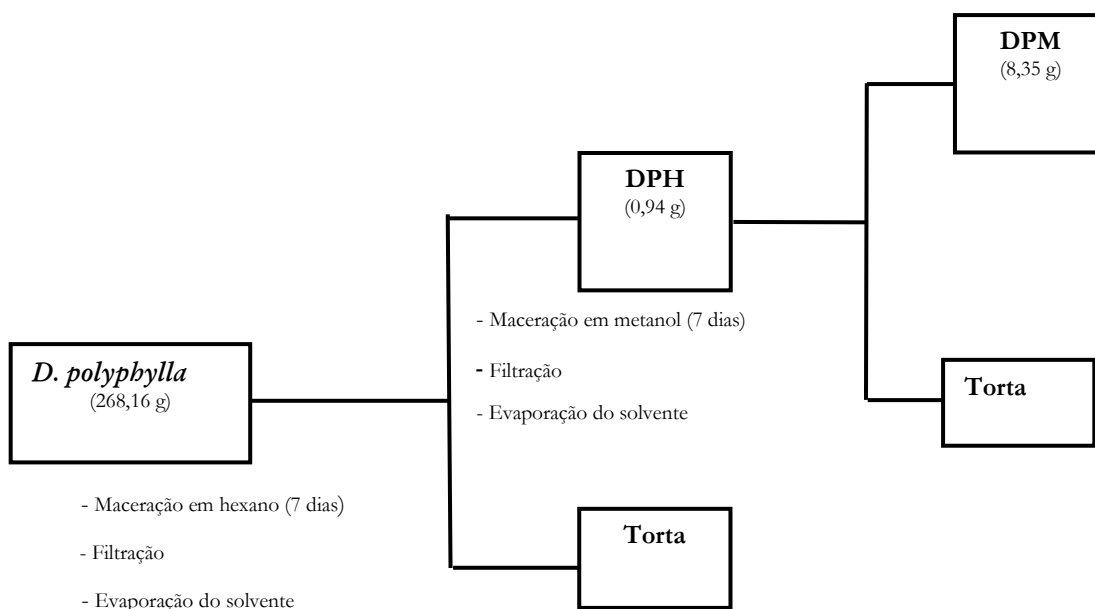 DPM
(8,35 g)
DPH
(0,94 g)
- Maceração em metanol (7 dias)
- Filtração
- Evaporação do solvente
D. polyphylla
(268,16 g)
Torta
- Maceração em hexano (7 dias)
- Filtração
- Evaporação do solvente
Torta